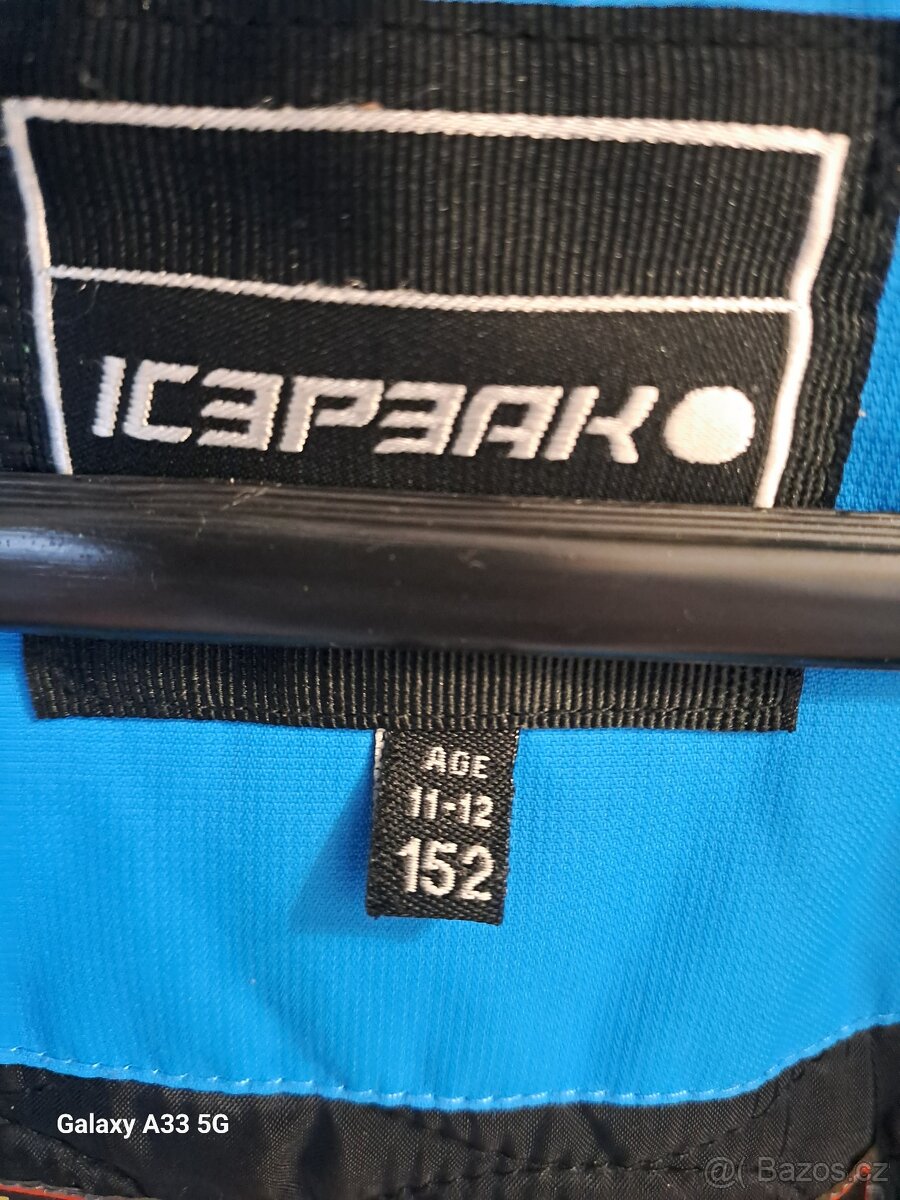 ICEPEAK
AGE
11-12
152
Galaxy A33 5G
@( Bazos.cz